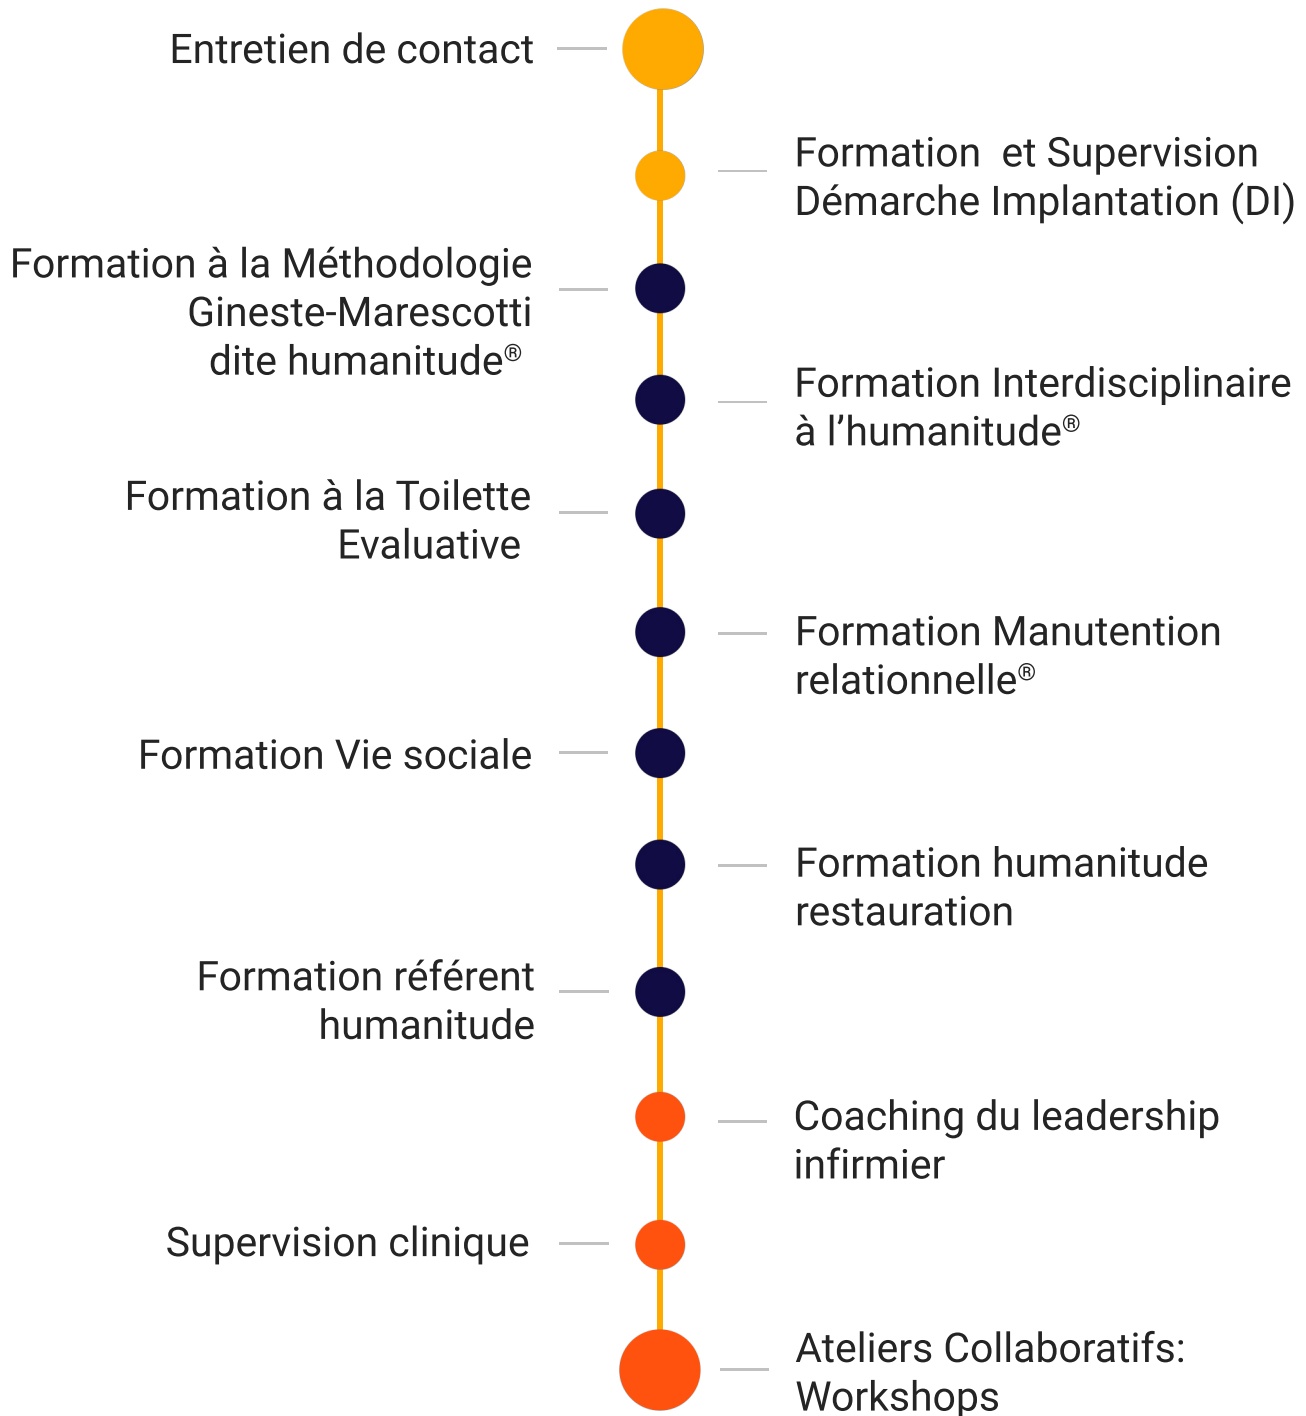 Entretien de contact
Formation et Supervision
Démarche Implantation (DI)
Formation à la Méthodologie
Gineste-Marescotti
dite humanitude®
Formation Interdisciplinaire
à l’humanitude®
Formation à la Toilette
Evaluative
Formation Manutention
relationnelle®
Formation Vie sociale
Formation humanitude
restauration
Formation référent
humanitude
Coaching du leadership
infirmier
Supervision clinique
Ateliers Collaboratifs:
Workshops